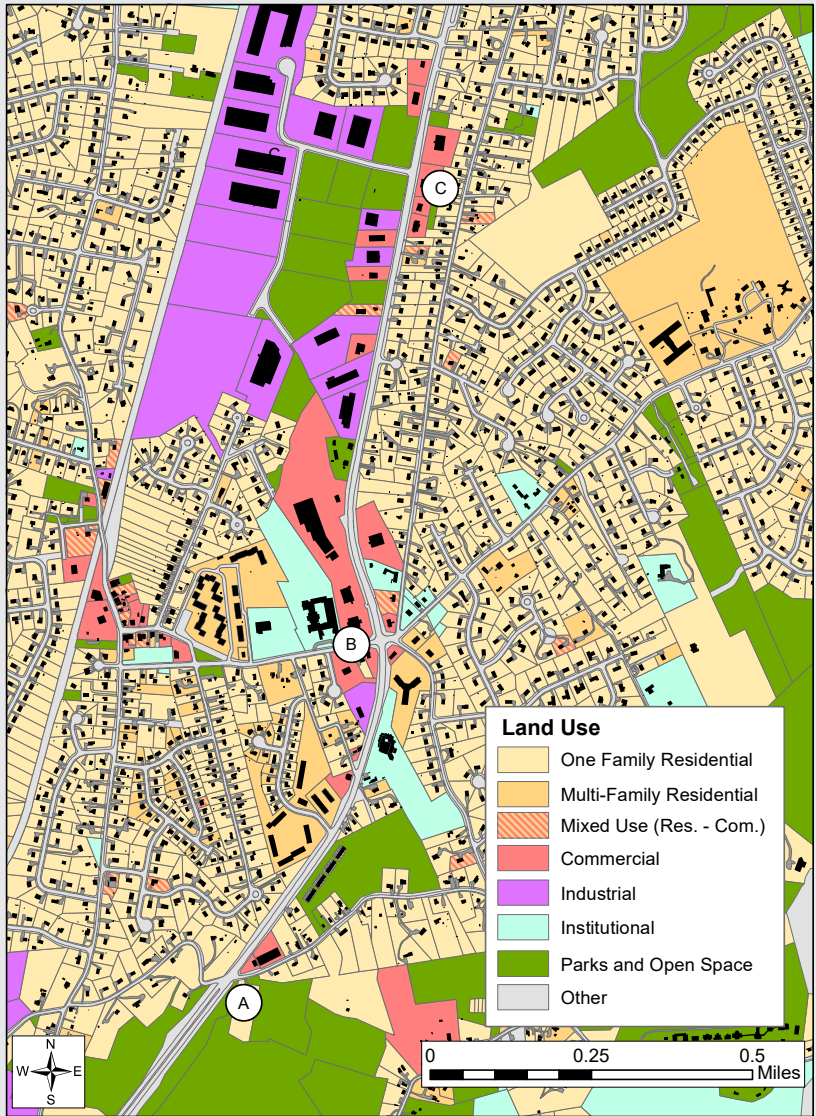 C
B
A
Land Use
One Family Residential
Multi-Family Residential
Mixed Use (Res. - Com.)
Commercial
Industrial
Institutional
Parks and Open Space
Other
N
W E
S
0 0.25 0.5
Miles